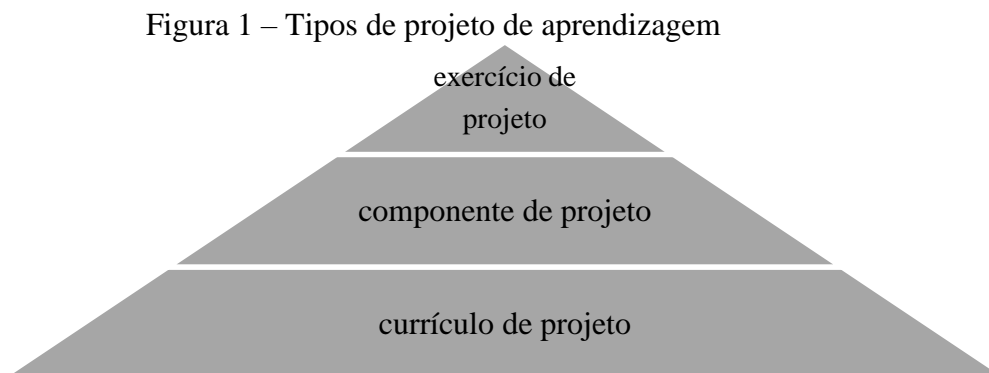 Figura 1 – Tipos de projeto de aprendizagem
exercício de
projeto
componente de projeto
currículo de projeto